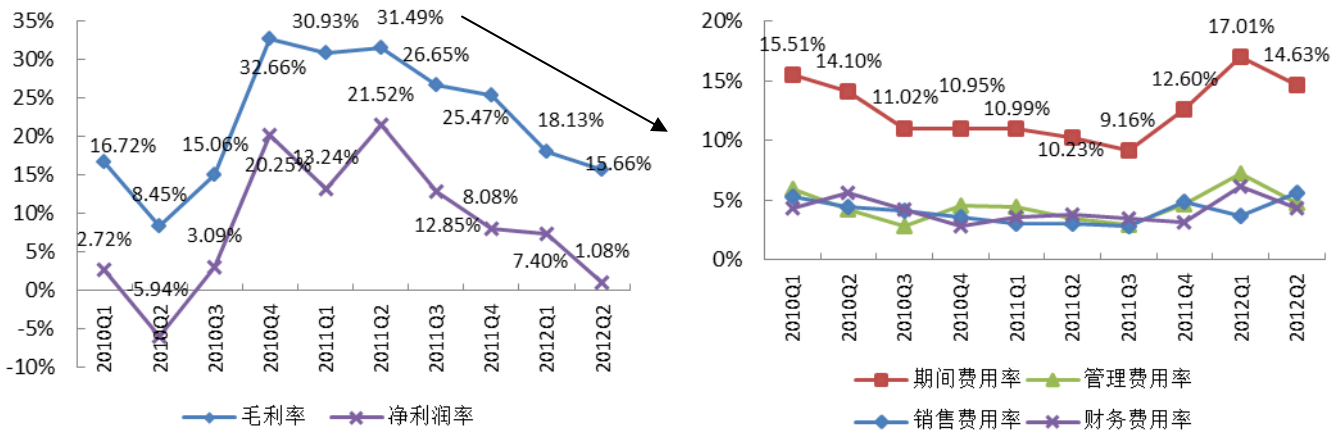 35%
30%
25%
20%
15%
10%
5%
0%
-5%
-10%
16.72%
8.45%
15.06%
32.66%
30.93%
31.49%
26.65%
25.47%
18.13%
15.66%
2.72%
-5.94%
3.09%
20.25%
13.24%
21.52%
12.85%
8.08%
7.40%
1.08%
2010Q1
2010Q2
2010Q3
2010Q4
2011Q1
2011Q2
2011Q3
2011Q4
2012Q1
2012Q2
毛利率
净利润率
20%
15%
10%
5%
0%
15.51%
14.10%
11.02%
10.95%
10.99%
10.23%
9.16%
12.60%
17.01%
14.63%
2010Q1
2010Q2
2010Q3
2010Q4
2011Q1
2011Q2
2011Q3
2011Q4
2012Q1
2012Q2
期间费用率
管理费用率
销售费用率
财务费用率